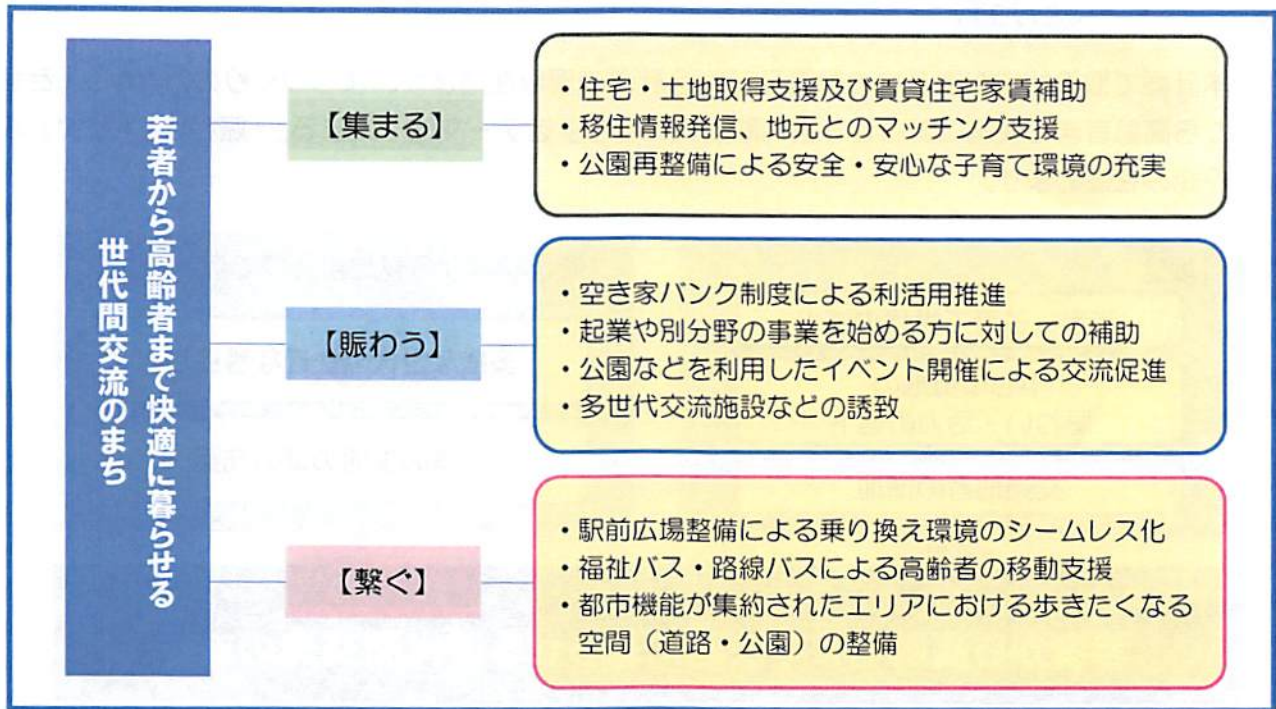 若者から高齢者まで快適に暮らせる
世代間交流のまち
【集まる】
・住宅・土地取得支援及び賃貸住宅家賃補助
・移住情報発信、地元とのマッチング支援
・公園再整備による安全・安心な子育て環境の充実
【賑わう】
・空き家バンク制度による利活用推進
・起業や別分野の事業を始める方に対しての補助
・公園などを利用したイベント開催による交流促進
・多世代交流施設などの誘致
【繋ぐ】
・駅前広場整備による乗り換え環境のシームレス化
・福祉バス・路線バスによる高齢者の移動支援
・都市機能が集約されたエリアにおける歩きたくなる
空間（道路・公園）の整備